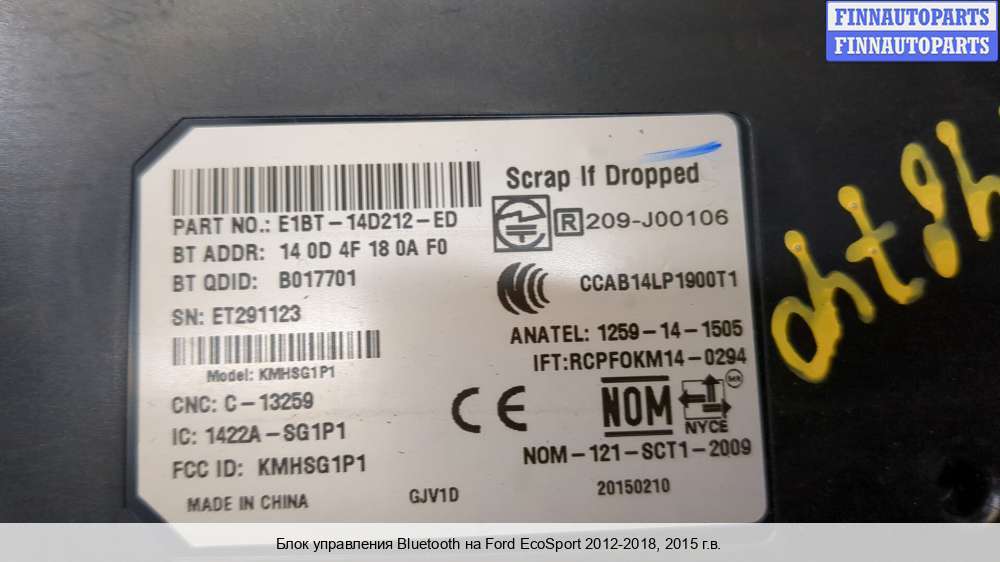 FINNAUTOPARTS
FINNAUTOPARTS
Scrap If Dropped
PART NO.: E1BT-14D212-ED
R 209-J00106
BT ADDR: 14 0D 4F 18 0A F0
BT QDID: B017701
CCAB14LP1900T1
SN: ET291123
ANATEL: 1259-14-1505
IFT:RCPFOKM14-0294
Model: KMHSG1P1
CNC: C-13259
CE
NOM
NYCE
IC: 1422A-SG1P1
NOM-121-SCT1-2009
FCC ID: KMHSG1P1
MADE IN CHINA
GJV1D
20150210
Блок управления Bluetooth на Ford EcoSport 2012-2018, 2015 г.в.